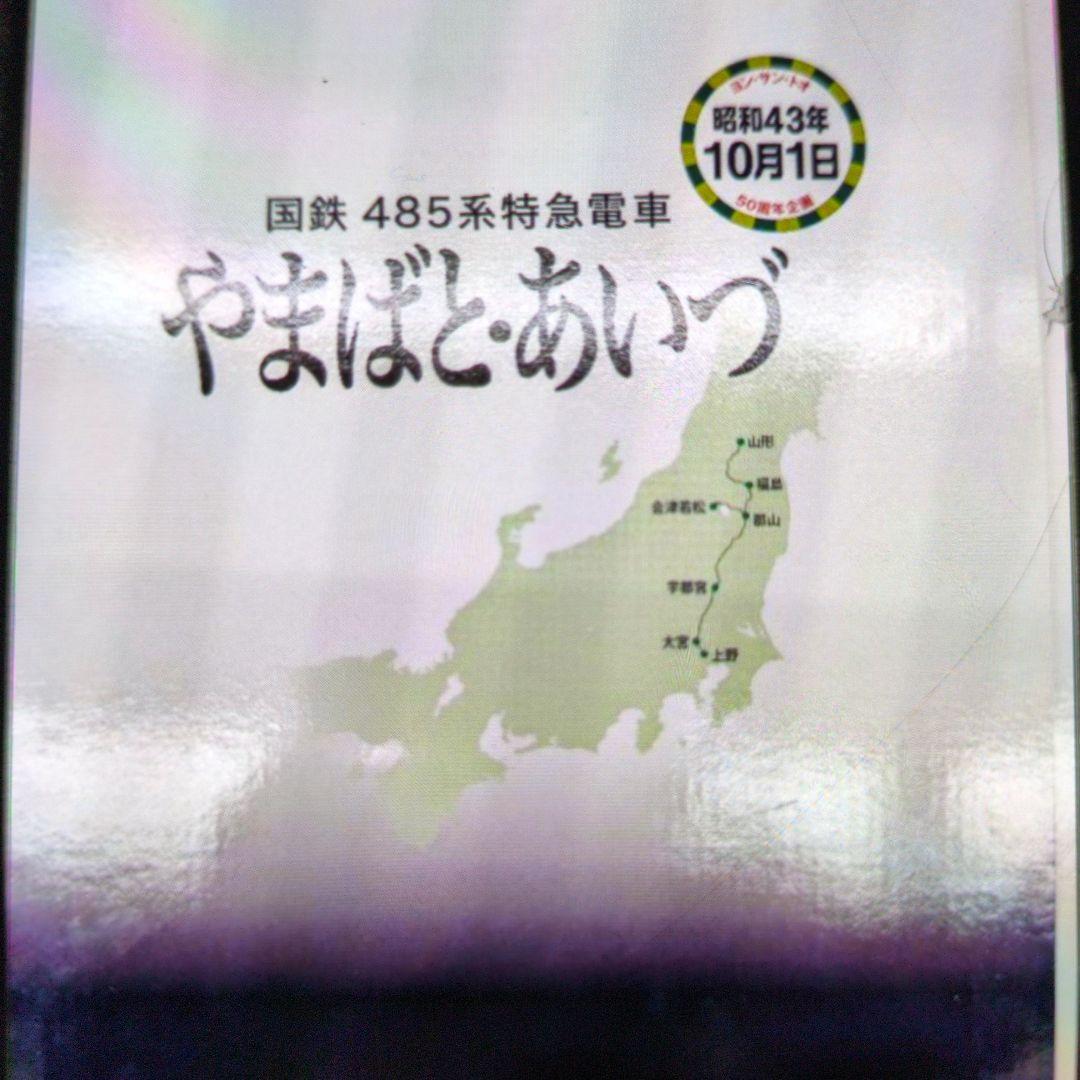 ヨン・サン・トオ
昭和43年
10月1日
50周年企画
国鉄 485系特急電車
やまばと・あいづ
山形
福島
会津若松
郡山
宇都宮
大宮
上野